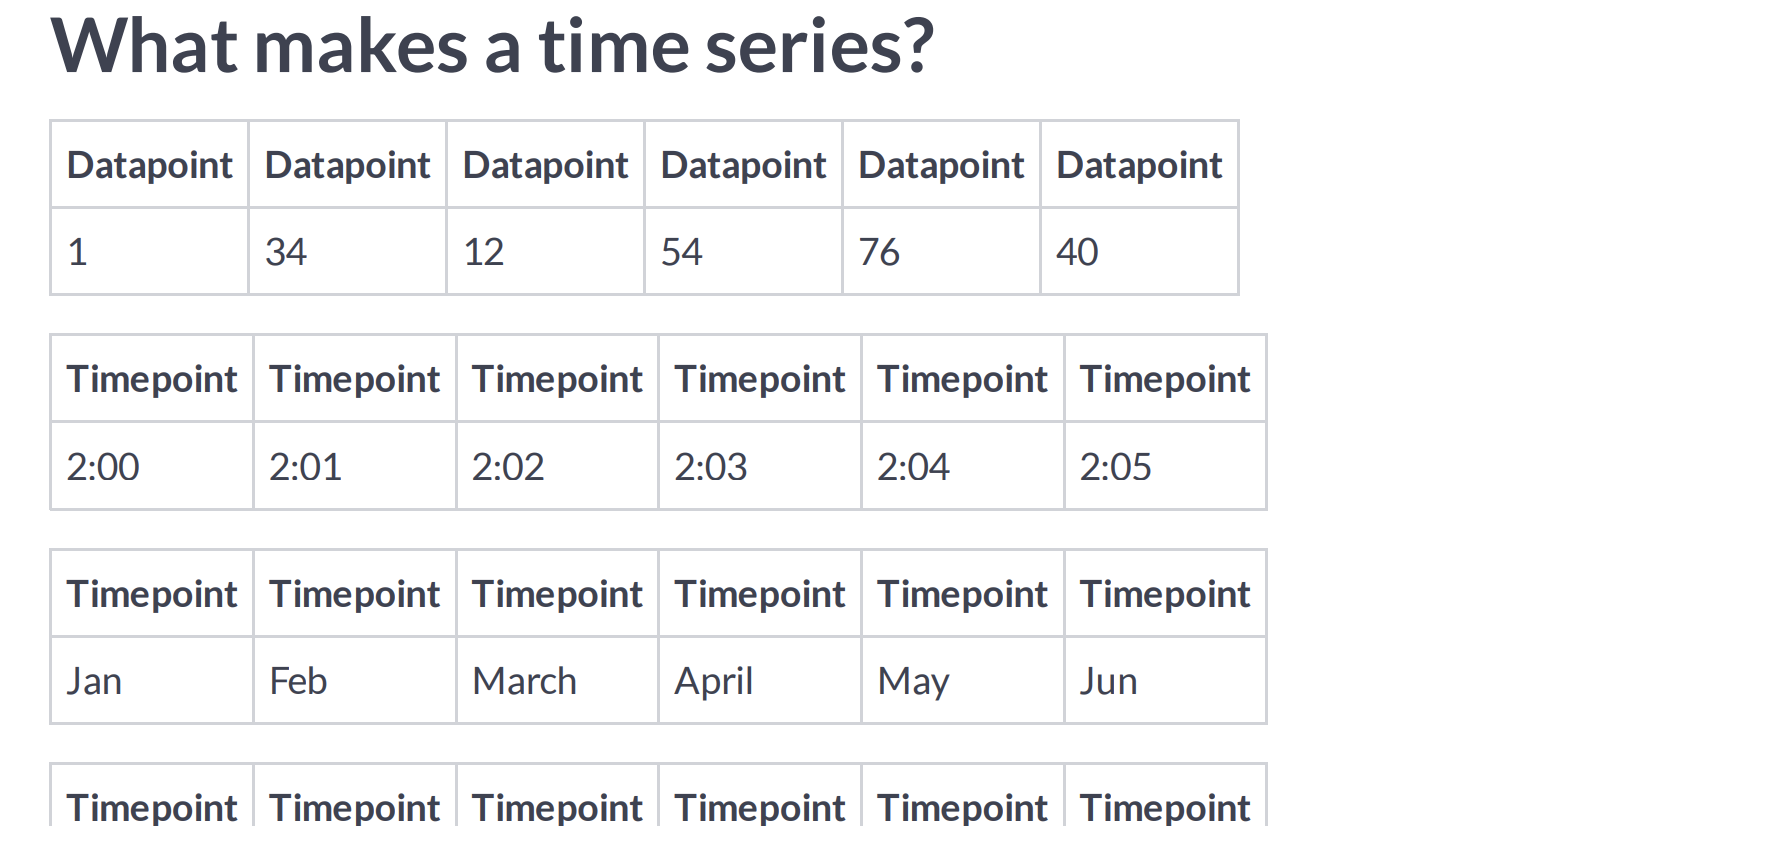 What makes a time series?
Datapoint Datapoint Datapoint Datapoint Datapoint Datapoint
1 34 12 54 76 40
Timepoint Timepoint Timepoint Timepoint Timepoint Timepoint
2:00 2:01 2:02 2:03 2:04 2:05
Timepoint Timepoint Timepoint Timepoint Timepoint Timepoint
Jan Feb March April May Jun
Timepoint Timepoint Timepoint Timepoint Timepoint Timepoint